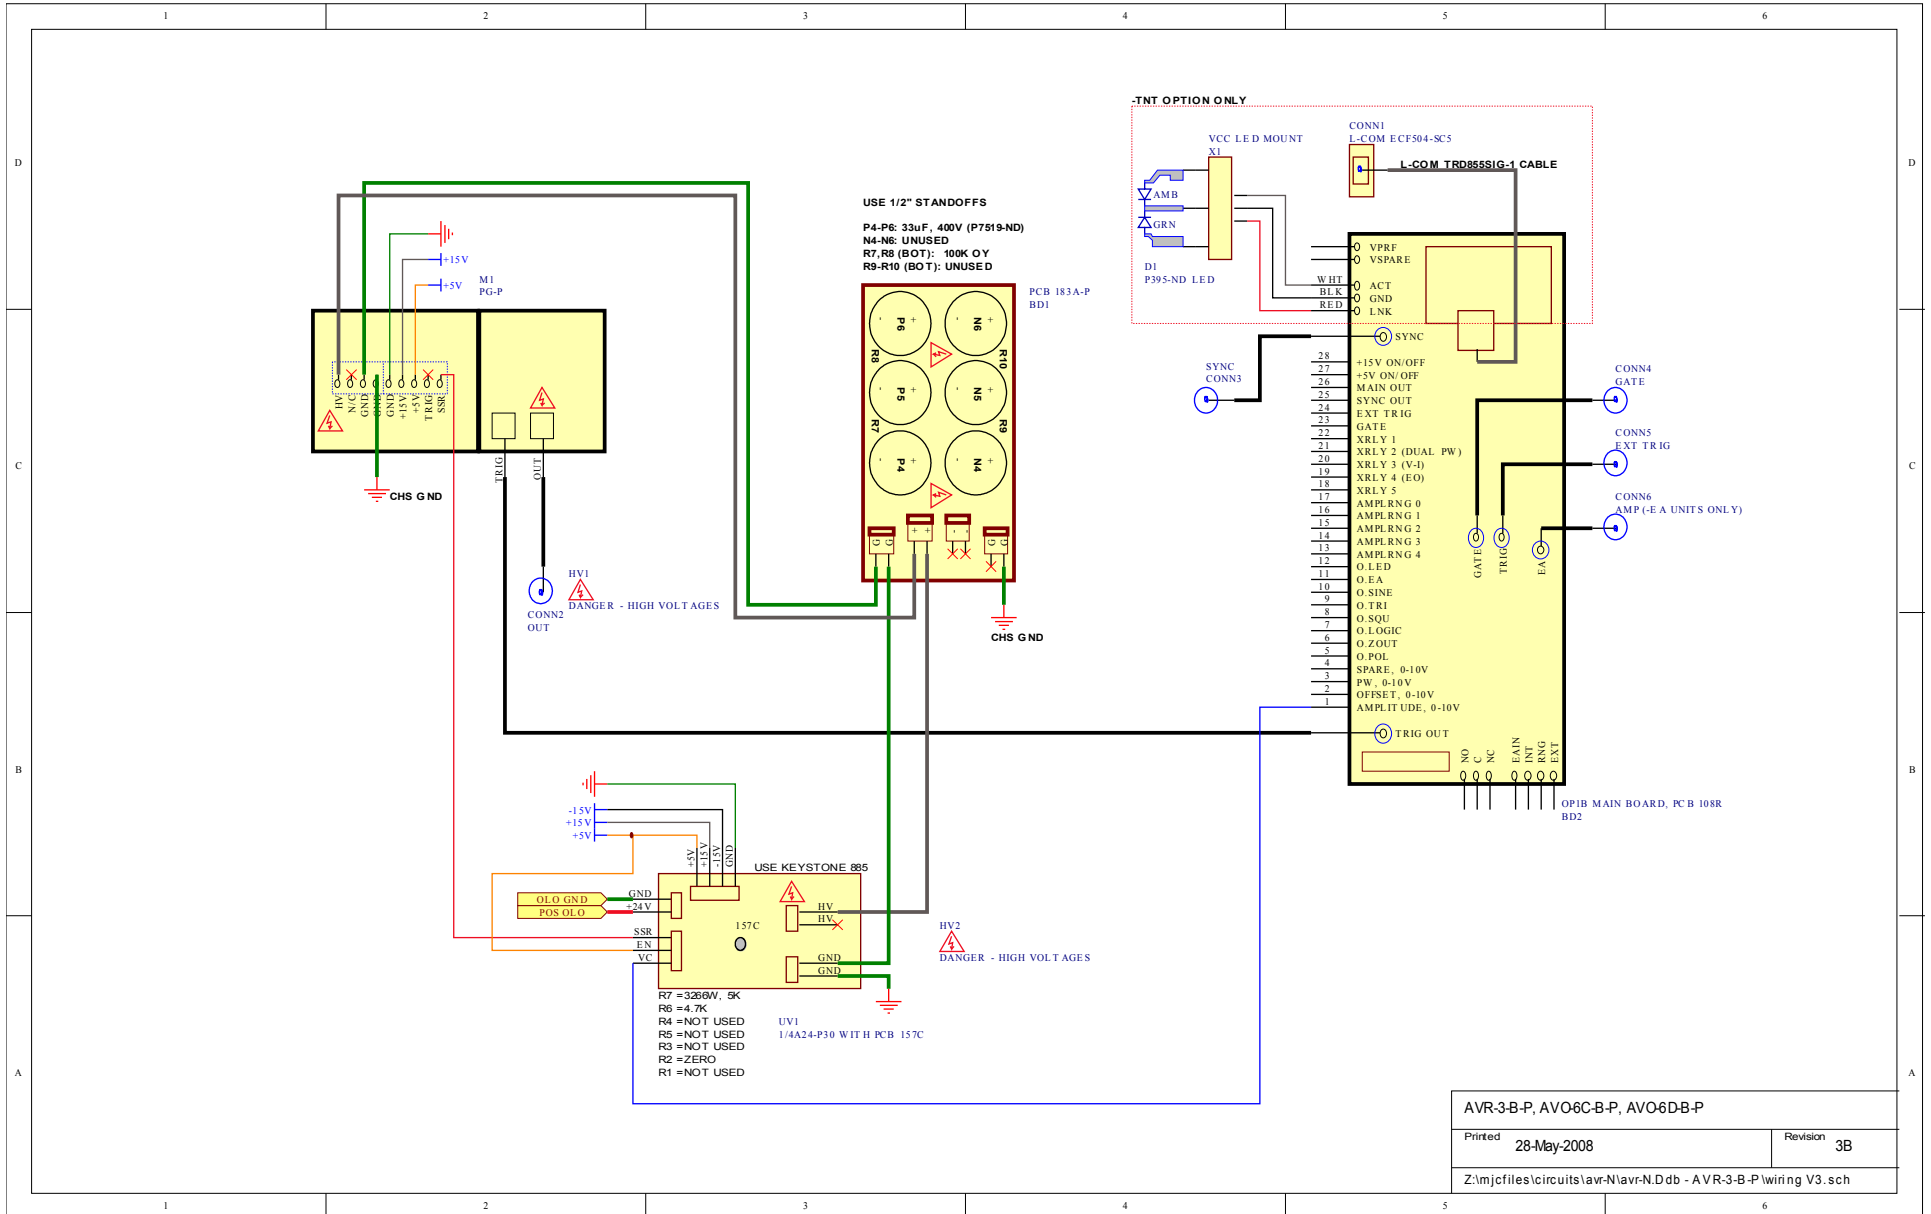 1 2 3 4 5 6
D
C
B
A
D
C
B
A
-TNT OPTION ONLY
VCC LED MOUNT
X1
AMB
GRN
D1
P395-ND LED
CONN1
L-COM ECF504-SC5
L-COM TRD855SIG-1 CABLE
WHT
BLK
RED
VPRF
VSPARE
ACT
GND
LNK
SYNC
+15V
+5V
M1
PG-P
HV
N/C
GND
GND
GND
+15V
+5V
TRIG
SSR
TRIG
OUT
CHS GND
HV1
DANGER - HIGH VOLTAGES
CONN2
OUT
USE 1/2" STANDOFFS
P4-P6: 33uF, 400V (P7519-ND)
N4-N6: UNUSED
R7,R8 (BOT): 100K OY
R9-R10 (BOT): UNUSED
PCB 183A-P
BD1
- P6 +
- N6 +
R8
R10
- P5 +
- N5 +
R7
R9
- P4 +
- N4 +
G G
+ +
- -
G G
CHS GND
SYNC
CONN3
28 +15V ON/OFF
27 +5V ON/OFF
26 MAIN OUT
25 SYNC OUT
24 EXT TRIG
23 GATE
22 XRLY 1
21 XRLY 2 (DUAL PW)
20 XRLY 3 (V-I)
19 XRLY 4 (EO)
18 XRLY 5
17 AMPLRNG 0
16 AMPLRNG 1
15 AMPLRNG 2
14 AMPLRNG 3
13 AMPLRNG 4
12 O.LED
11 O.EA
10 O.SINE
9 O.TRI
8 O.SQU
7 O.LOGIC
6 O.ZOUT
5 O.POL
4 SPARE, 0-10V
3 PW, 0-10V
2 OFFSET, 0-10V
1 AMPLITUDE, 0-10V
TRIG OUT
GATE
TRIG
EA
CONN4
GATE
CONN5
EXT TRIG
CONN6
AMP (-EA UNITS ONLY)
NO
C
NC
EAIN
INT
RNG
EXT
OP1B MAIN BOARD, PCB 108R
BD2
-15V
+15V
+5V
+5V
+15V
-15V
GND
USE KEYSTONE 885
OLO GND
POS OLO
GND
+24V
SSR
EN
VC
157C
HV
HV
GND
GND
HV2
DANGER - HIGH VOLTAGES
R7 =3266W, 5K
R6 =4.7K
R4 =NOT USED
R5 =NOT USED
R3 =NOT USED
R2 =ZERO
R1 =NOT USED
UV1
1/4A24-P30 WITH PCB 157C
AVR-3-B-P, AVO-6C-B-P, AVO-6D-B-P
Printed 28-May-2008
Revision 3B
Z:\mjcfiles\circuits\avr-N\avr-N.Ddb - AVR-3-B-P\wiring V3.sch
1 2 3 4 5 6